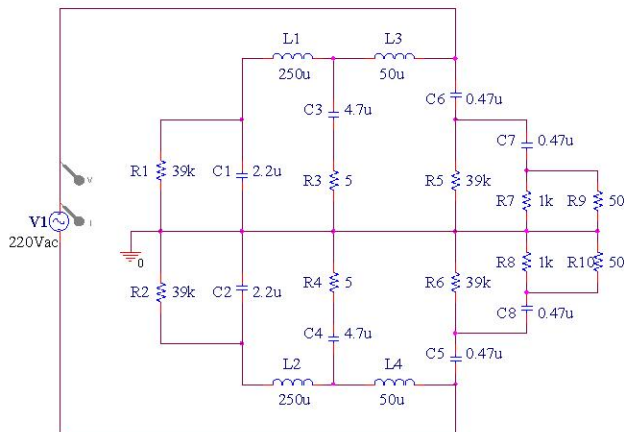 L1
L3
250u
50u
C3
4.7u
C6
0.47u
C7
0.47u
R1
39k
C1
2.2u
R3
5
R5
39k
R7
1k
R9
50
V1
220Vac
V
I
0
R2
39k
C2
2.2u
R4
5
R6
39k
R8
1k
R10
50
C4
4.7u
C8
0.47u
C5
0.47u
L2
L4
250u
50u